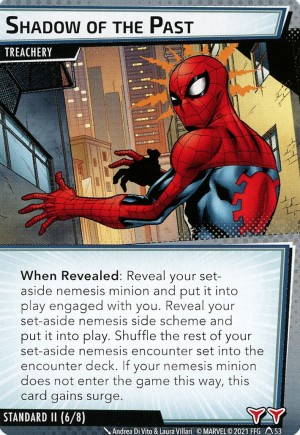 Shadow of the Past
TREACHERY
When Revealed: Reveal your set-
aside nemesis minion and put it into
play engaged with you. Reveal your
set-aside nemesis side scheme and
put it into play. Shuffle the rest of your
set-aside nemesis encounter set into the
encounter deck. If your nemesis minion
does not enter the game this way, this
card gains surge.
STANDARD II (6/8)
Andrea Di Vito & Laura Villari © MARVEL © 2021 FFG 53